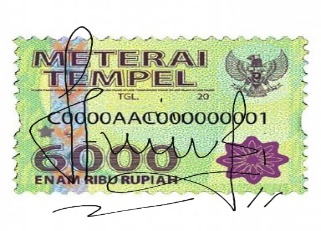 METERAI
TEMPEL
TGL. 20
C0000AAC000000001
6000
ENAM RIBU RUPIAH